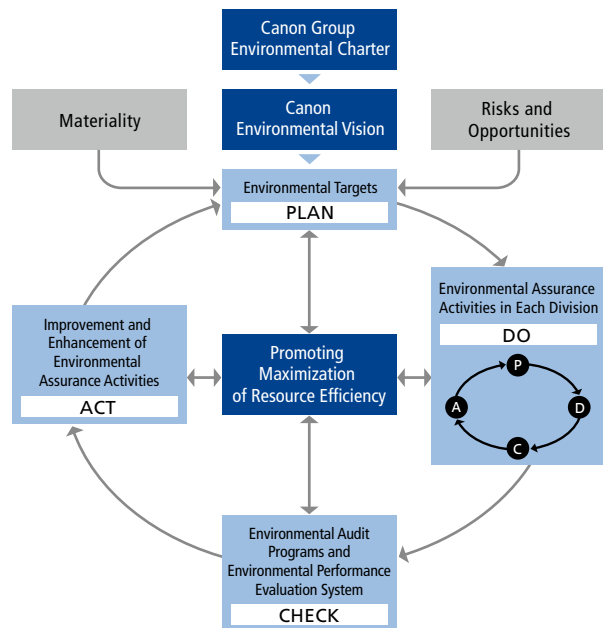 Canon Group
Environmental Charter
Materiality
Canon
Environmental Vision
Risks and
Opportunities
Environmental Targets
PLAN
Environmental Assurance
Activities in Each Division
DO
P
A
D
C
Improvement and
Enhancement of
Environmental
Assurance Activities
ACT
Promoting
Maximization
of Resource Efficiency
Environmental Audit
Programs and
Environmental Performance
Evaluation System
CHECK